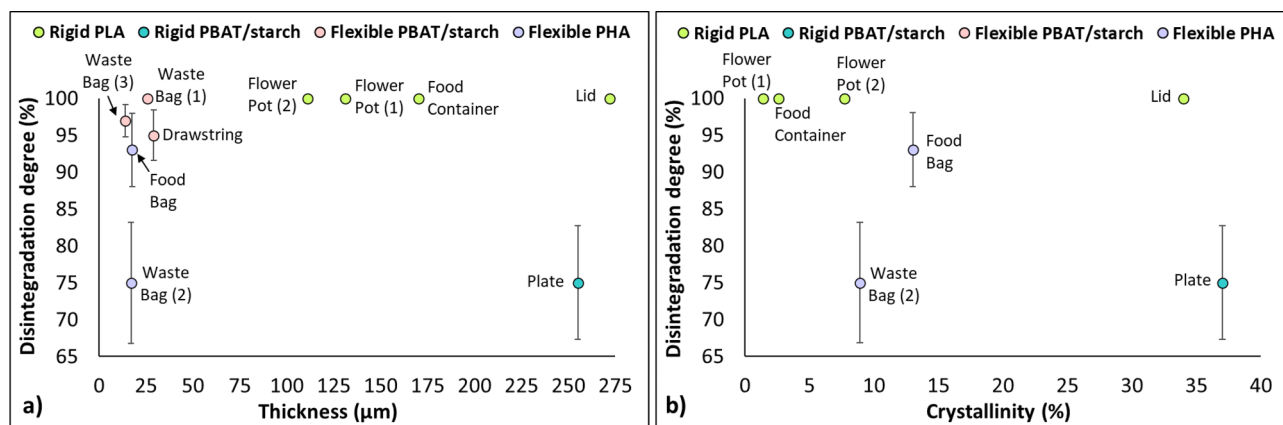 Rigid PLA Rigid PBAT/starch Flexible PBAT/starch Flexible PHA
Disintegradation degree (%)
100
95
90
85
80
75
70
65
Waste
Bag (3)
Waste
Bag (1)
Drawstring
Food
Bag
Waste
Bag (2)
Flower
Pot (2)
Flower
Pot (1)
Food
Container
Lid
Plate
0 25 50 75 100 125 150 175 200 225 250 275
Thickness (µm)
a)
Rigid PLA Rigid PBAT/starch Flexible PBAT/starch Flexible PHA
Disintegradation degree (%)
100
95
90
85
80
75
70
65
Flower
Pot (1)
Food
Container
Flower
Pot (2)
Lid
Food
Bag
Waste
Bag (2)
Plate
0 5 10 15 20 25 30 35 40
Crystallinity (%)
b)